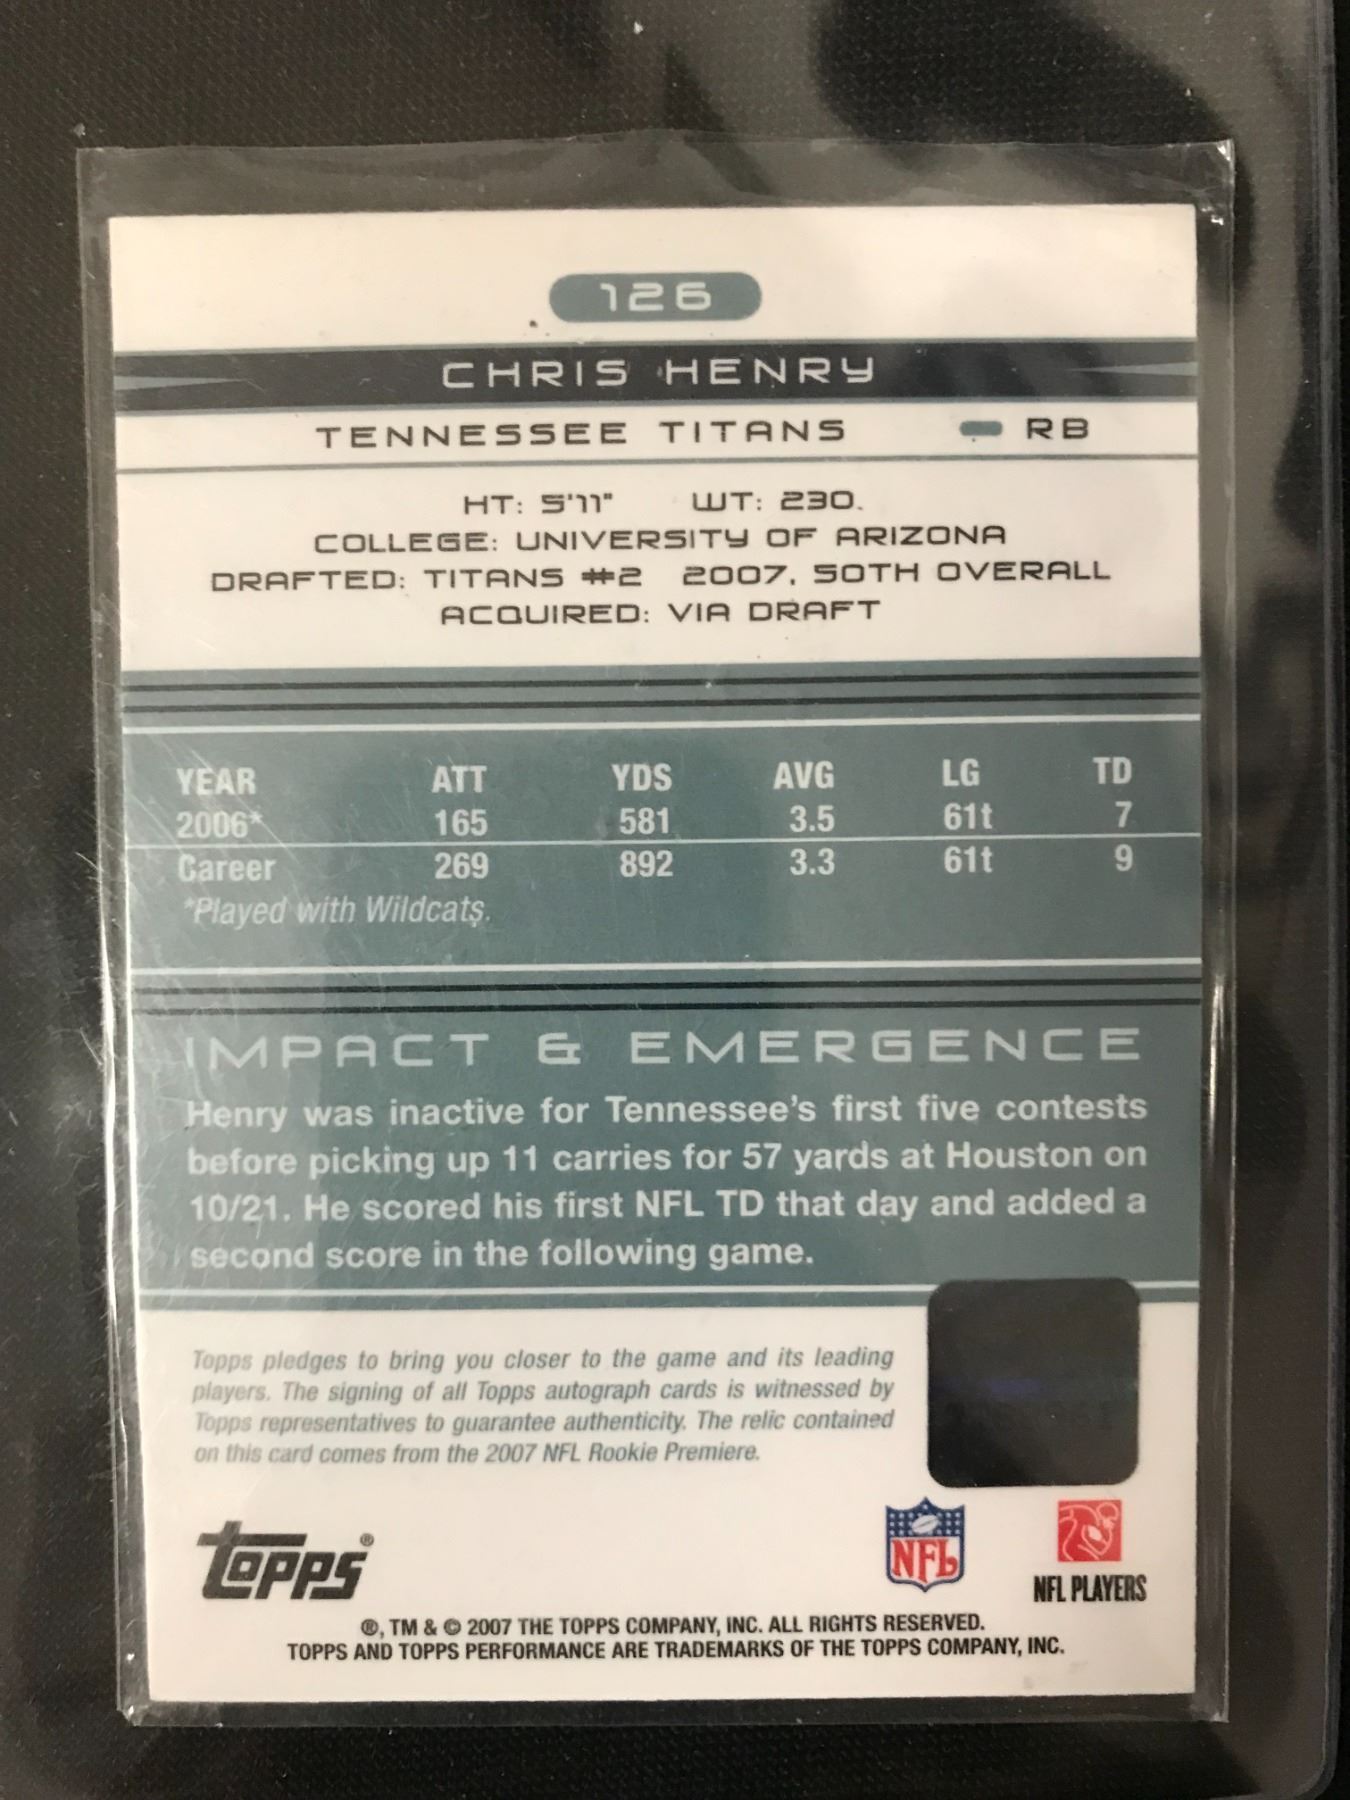 126
CHRIS HENRY
TENNESSEE TITANS - RB
HT: 5'11" WT: 230.
COLLEGE: UNIVERSITY OF ARIZONA
DRAFTED: TITANS #2 2007. 50TH OVERALL
ACQUIRED: VIA DRAFT
YEAR ATT YDS AVG LG TD
2006* 165 581 3.5 61t 7
Career 269 892 3.3 61t 9
*Played with Wildcats.
IMPACT & EMERGENCE
Henry was inactive for Tennessee's first five contests
before picking up 11 carries for 57 yards at Houston on
10/21. He scored his first NFL TD that day and added a
second score in the following game.
Topps pledges to bring you closer to the game and its leading
players. The signing of all Topps autograph cards is witnessed by
Topps representatives to guarantee authenticity. The relic contained
on this card comes from the 2007 NFL Rookie Premiere.
Topps®
NFL
NFL PLAYERS
®, TM & © 2007 THE TOPPS COMPANY, INC. ALL RIGHTS RESERVED.
TOPPS AND TOPPS PERFORMANCE ARE TRADEMARKS OF THE TOPPS COMPANY, INC.